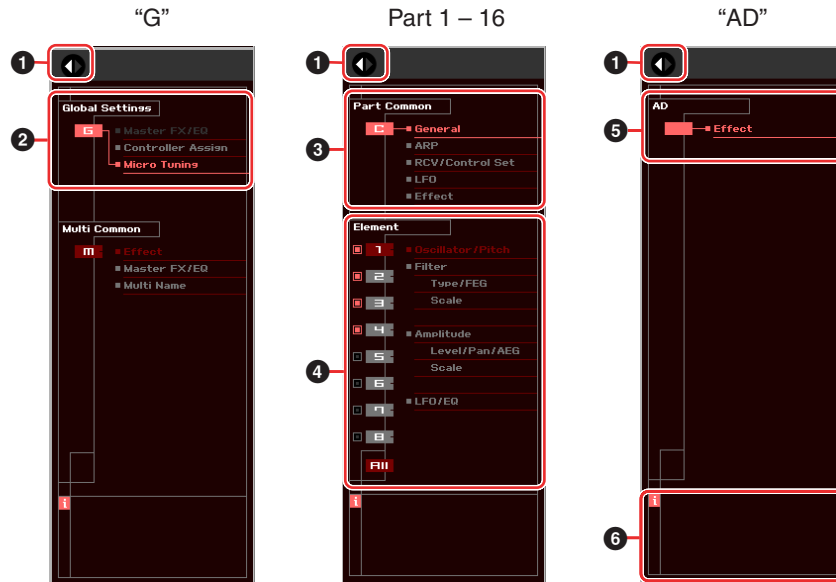 “G”
1
Global Settings
G
Master FX/EQ
Controller Assign
Micro Tuning
2
Multi Common
m
Effect
Master FX/EQ
Multi Name
i
Part 1 – 16
1
Part Common
C
General
ARP
RCV/Control Set
LFO
Effect
3
Element
1
Oscillator/Pitch
2
Filter
Type/FEG
3
Scale
4
Amplitude
Level/Pan/AEG
5
Scale
6
LFO/EQ
7
8
All
4
i
“AD”
1
AD
Effect
5
i
6